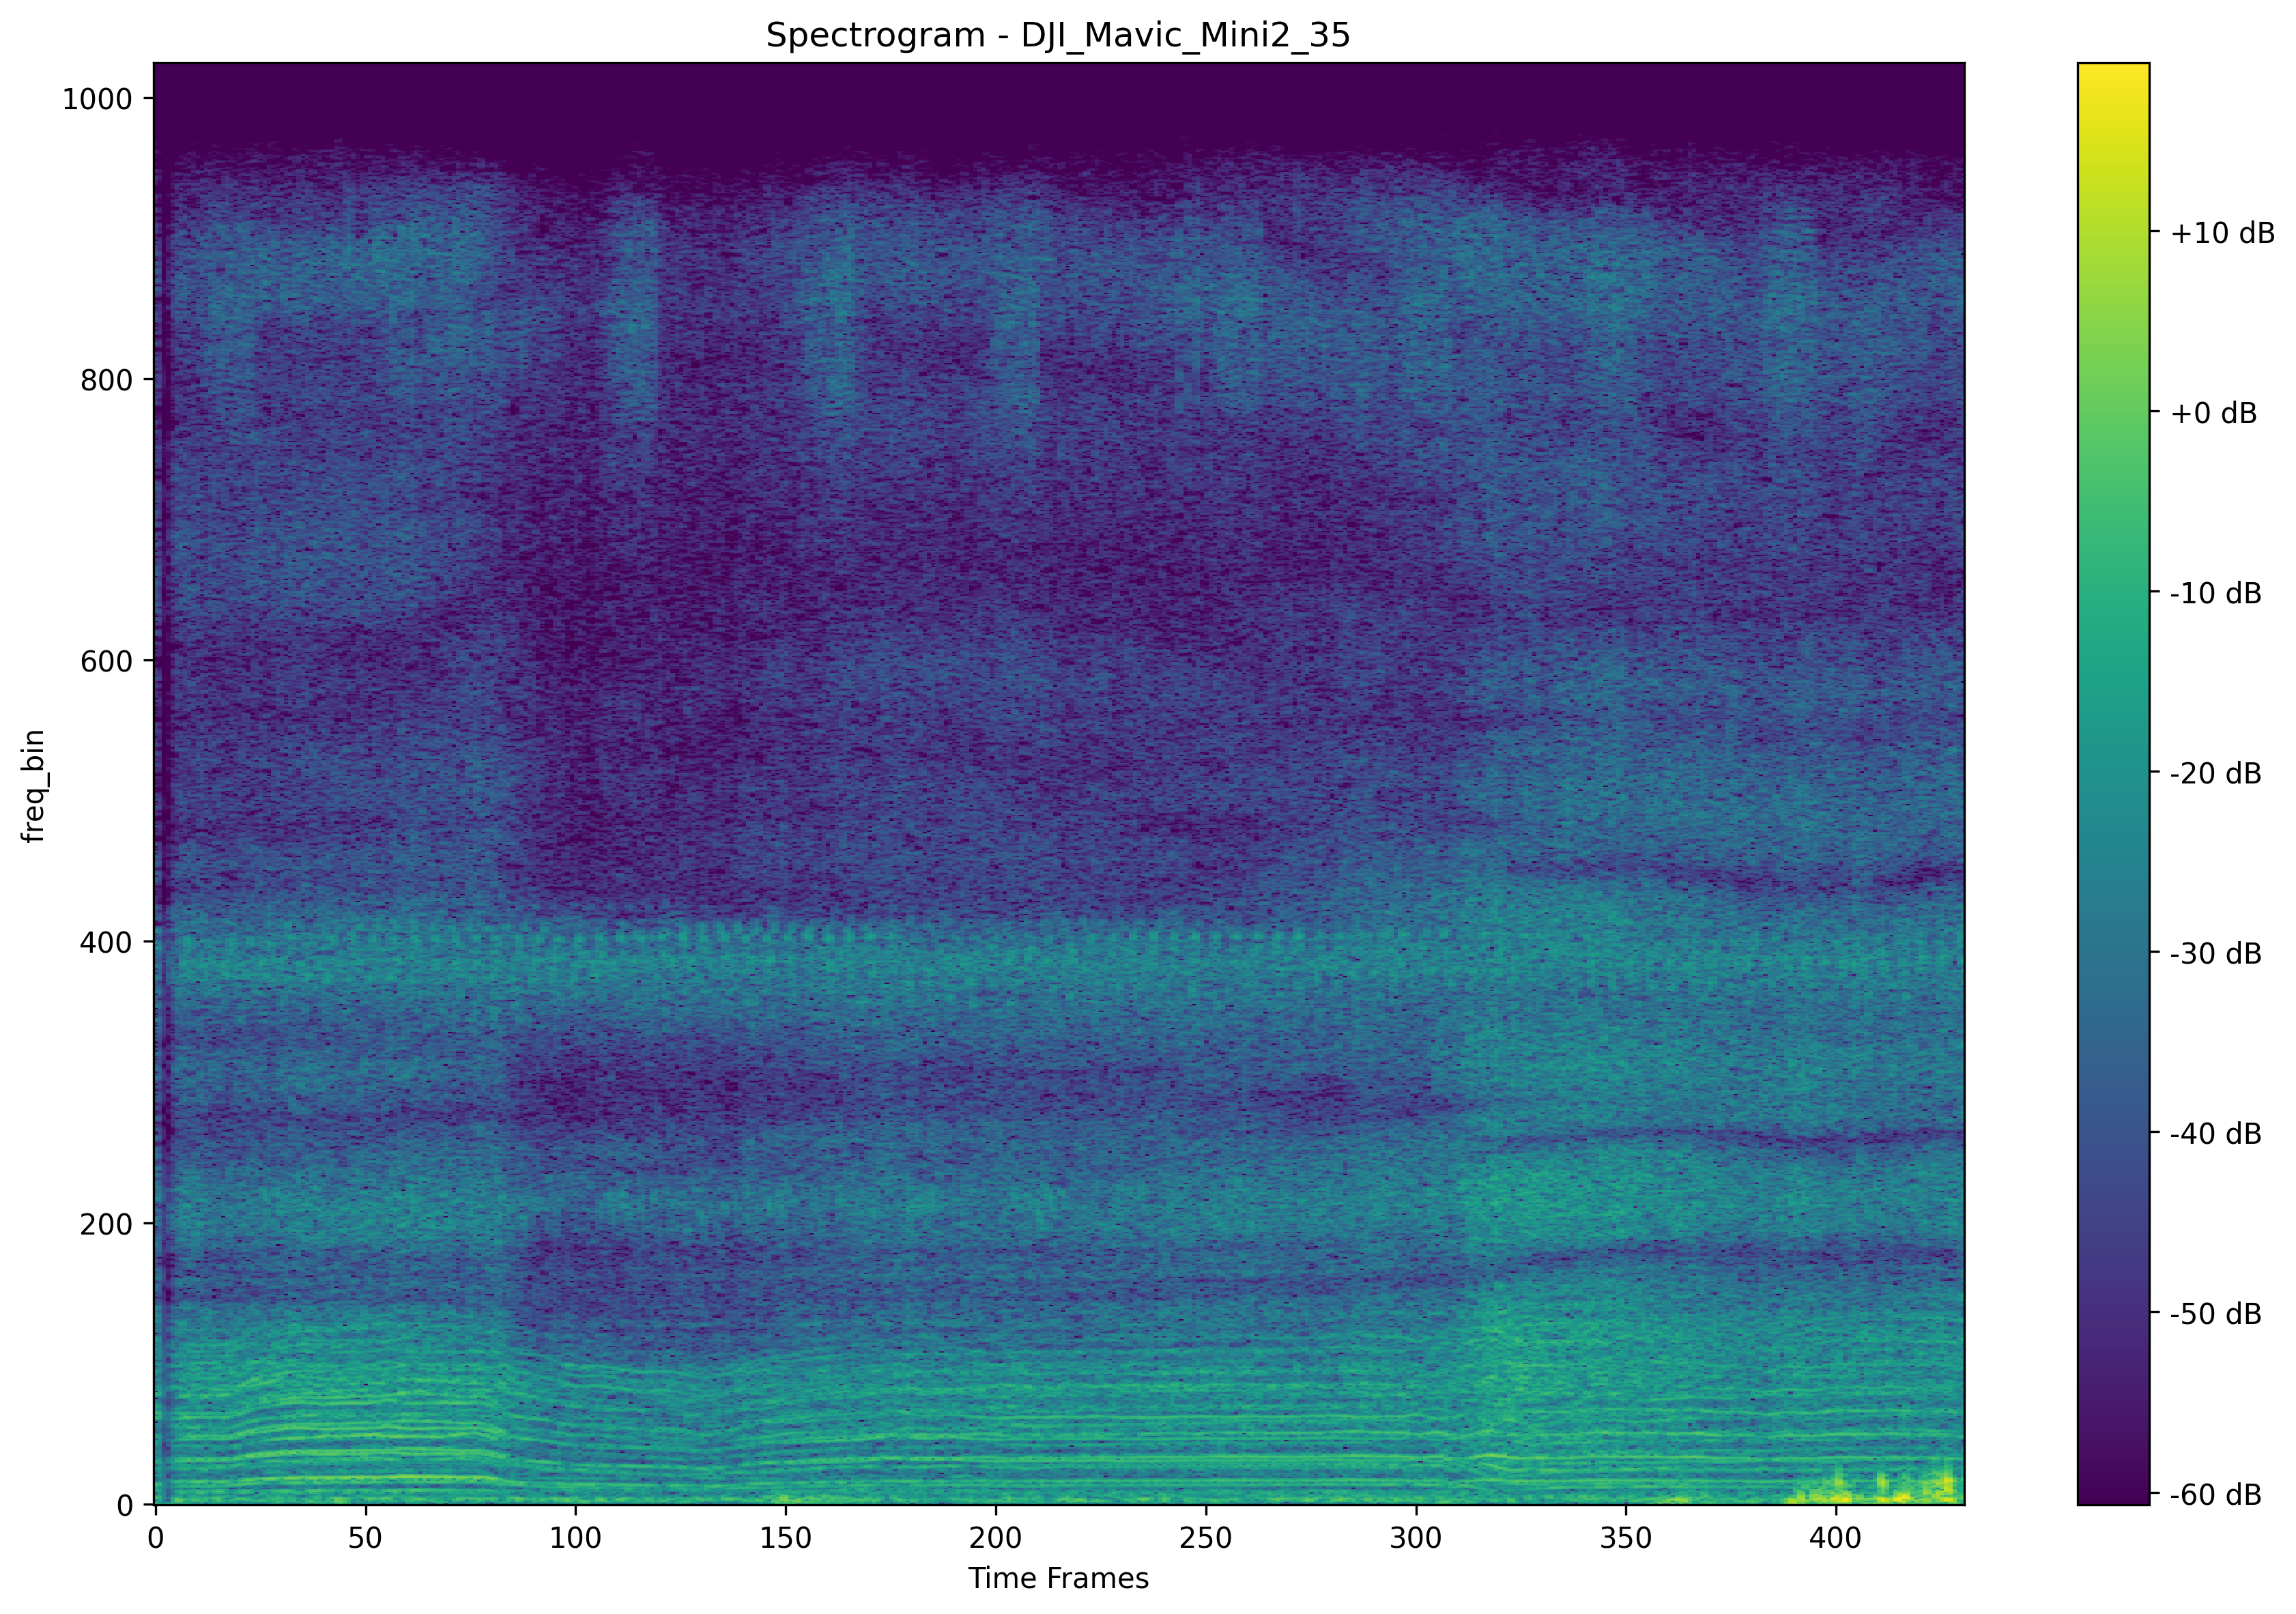 Spectrogram - DJI_Mavic_Mini2_35
1000
800
600
400
200
0
freq_bin
0 50 100 150 200 250 300 350 400
Time Frames
+10 dB
+0 dB
-10 dB
-20 dB
-30 dB
-40 dB
-50 dB
-60 dB